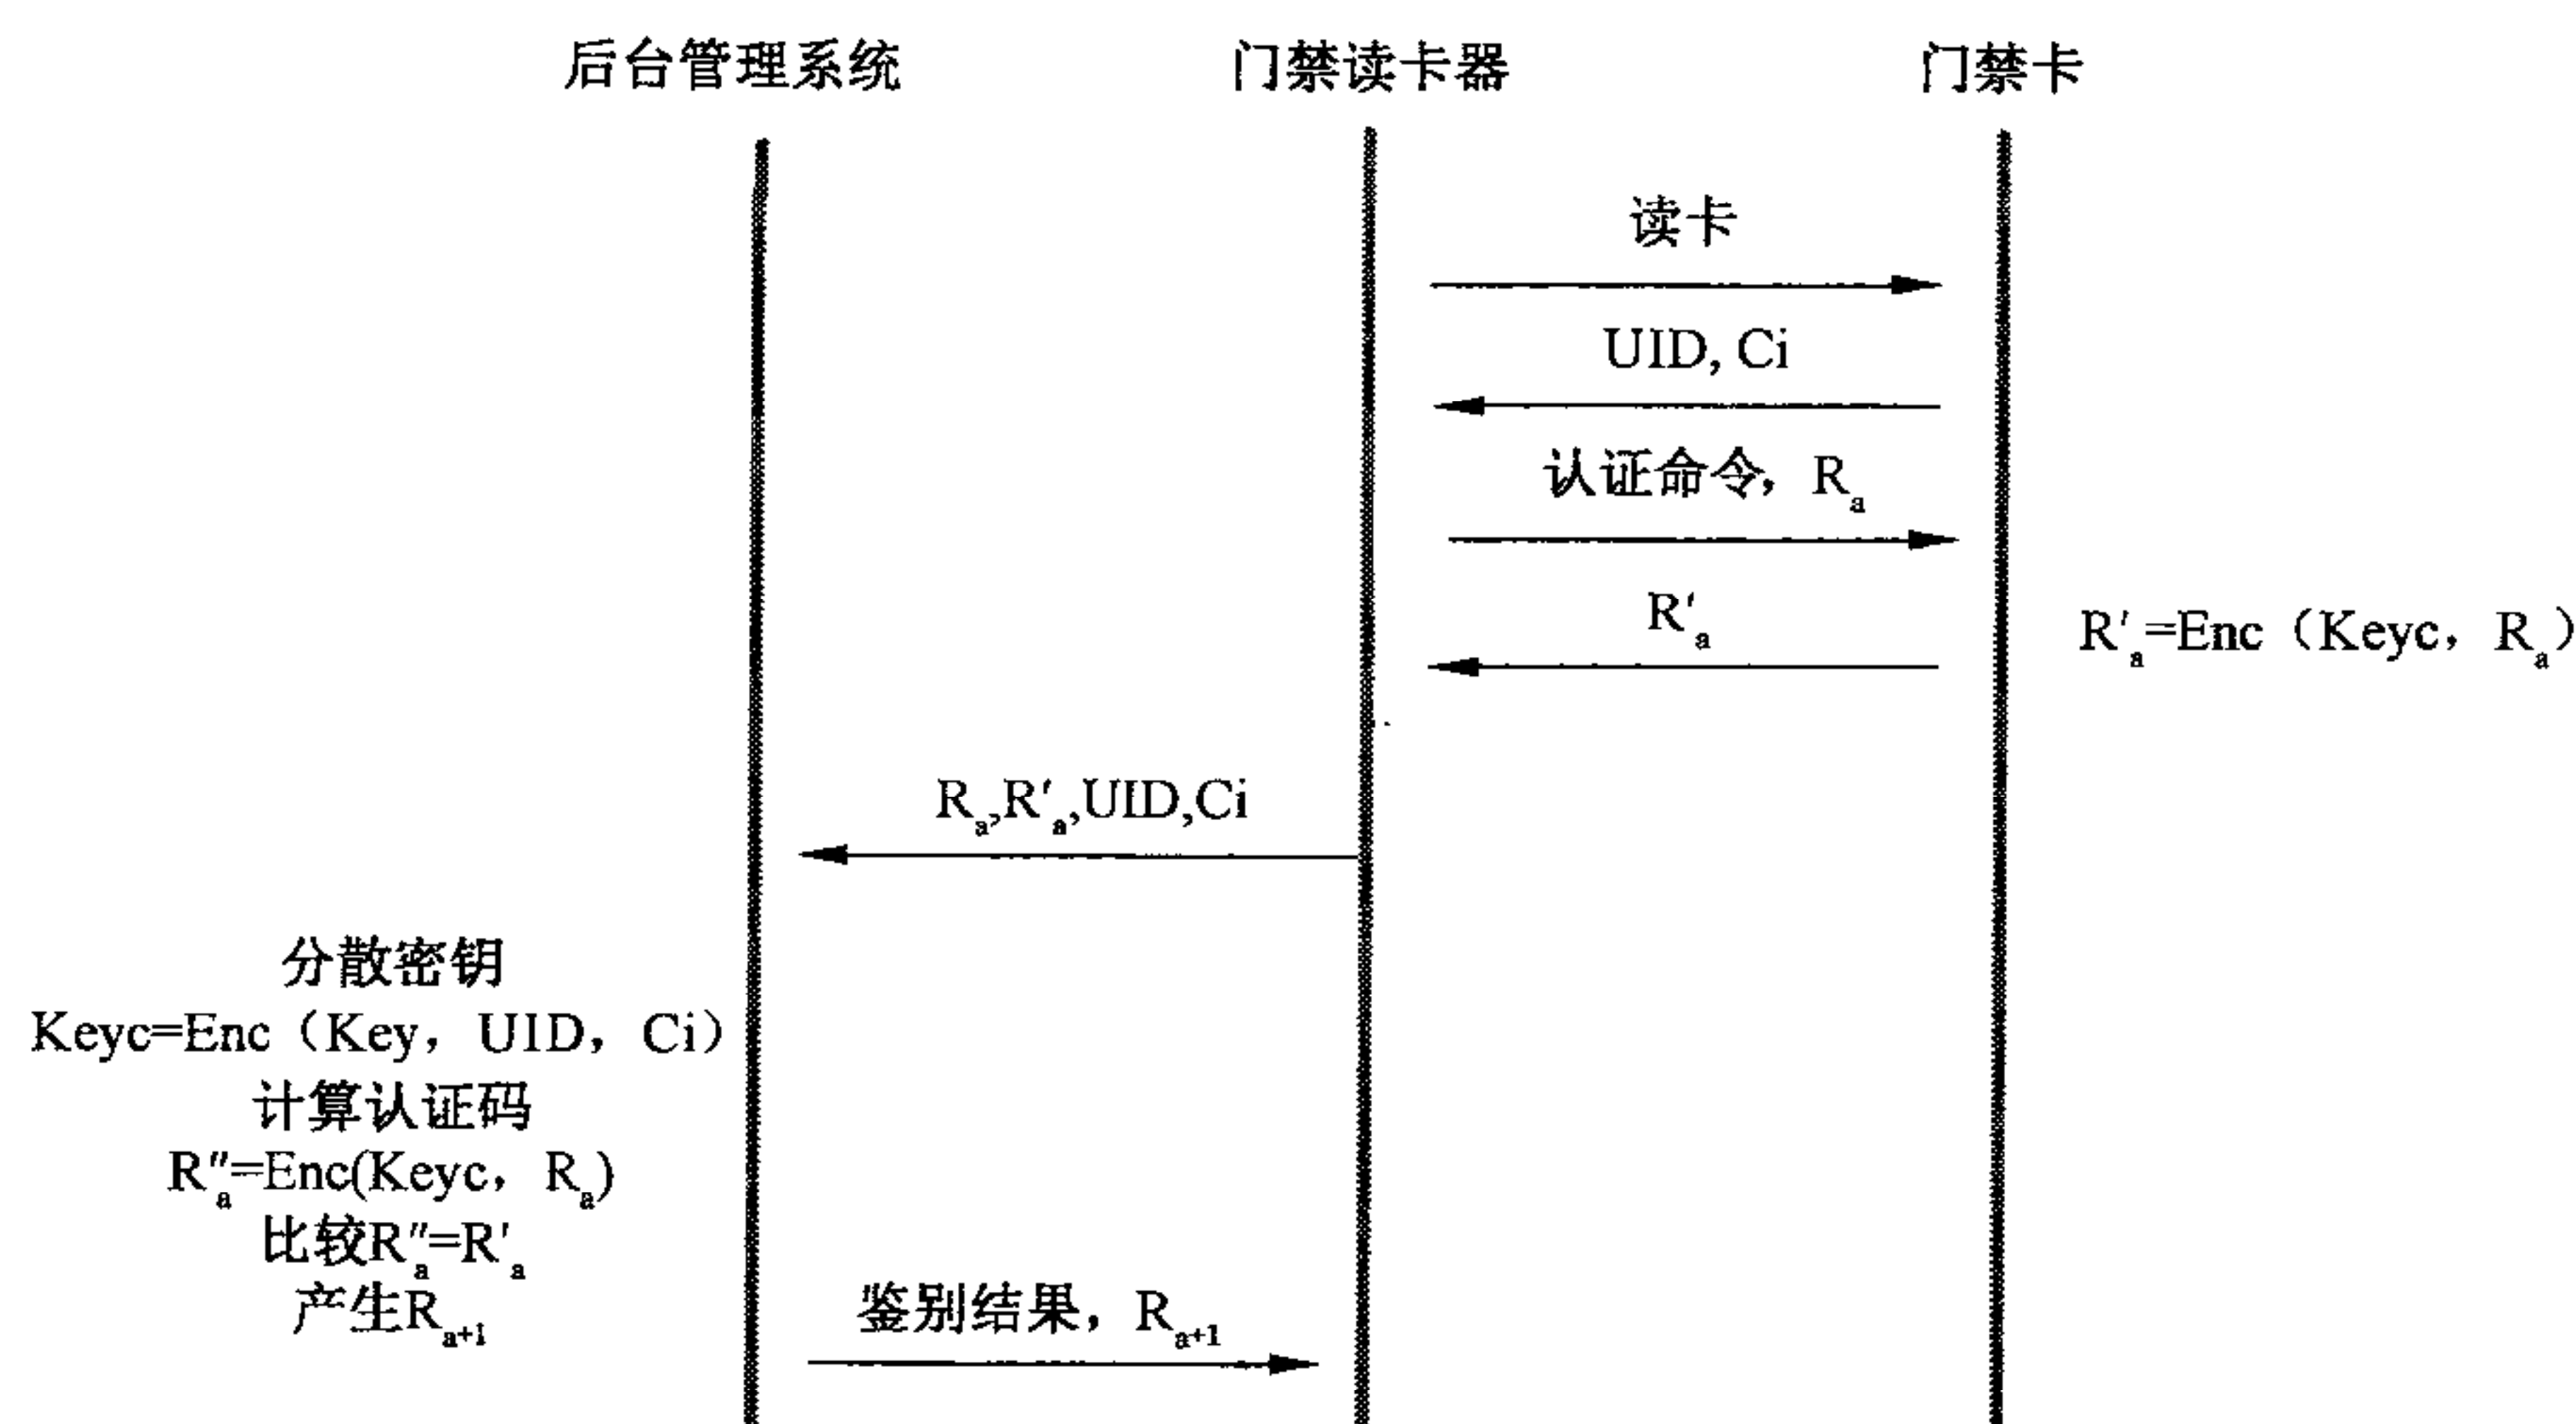 后台管理系统 门禁读卡器 门禁卡
读卡
UID, Ci
认证命令，Rₐ
R′ₐ
R′ₐ=Enc（Keyc，Rₐ）
Rₐ,R′ₐ,UID,Ci
分散密钥
Keyc=Enc（Key，UID，Ci）
计算认证码
R″ₐ=Enc(Keyc，Rₐ)
比较R″ₐ=R′ₐ
产生Rₐ₊₁
鉴别结果，Rₐ₊₁